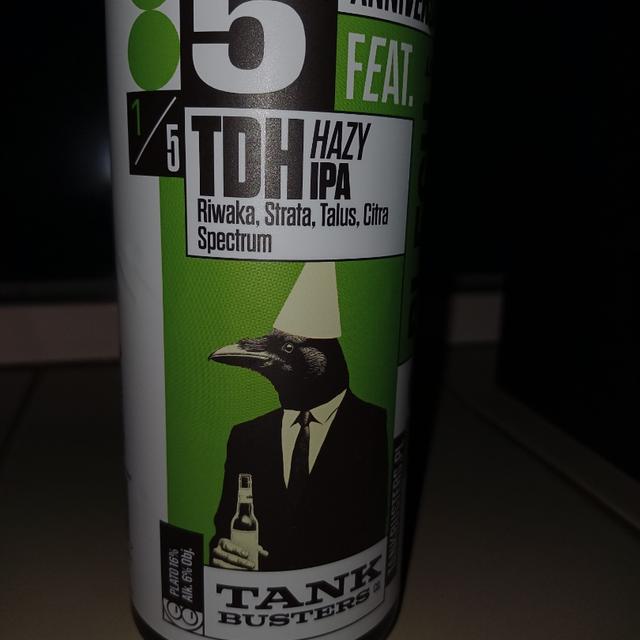 5
FEAT.
1/5
TDH HAZY
IPA
Riwaka, Strata, Talus, Citra
Spectrum
PLATO 16%
Alk. 6% Obj.
TANK
BUSTERS